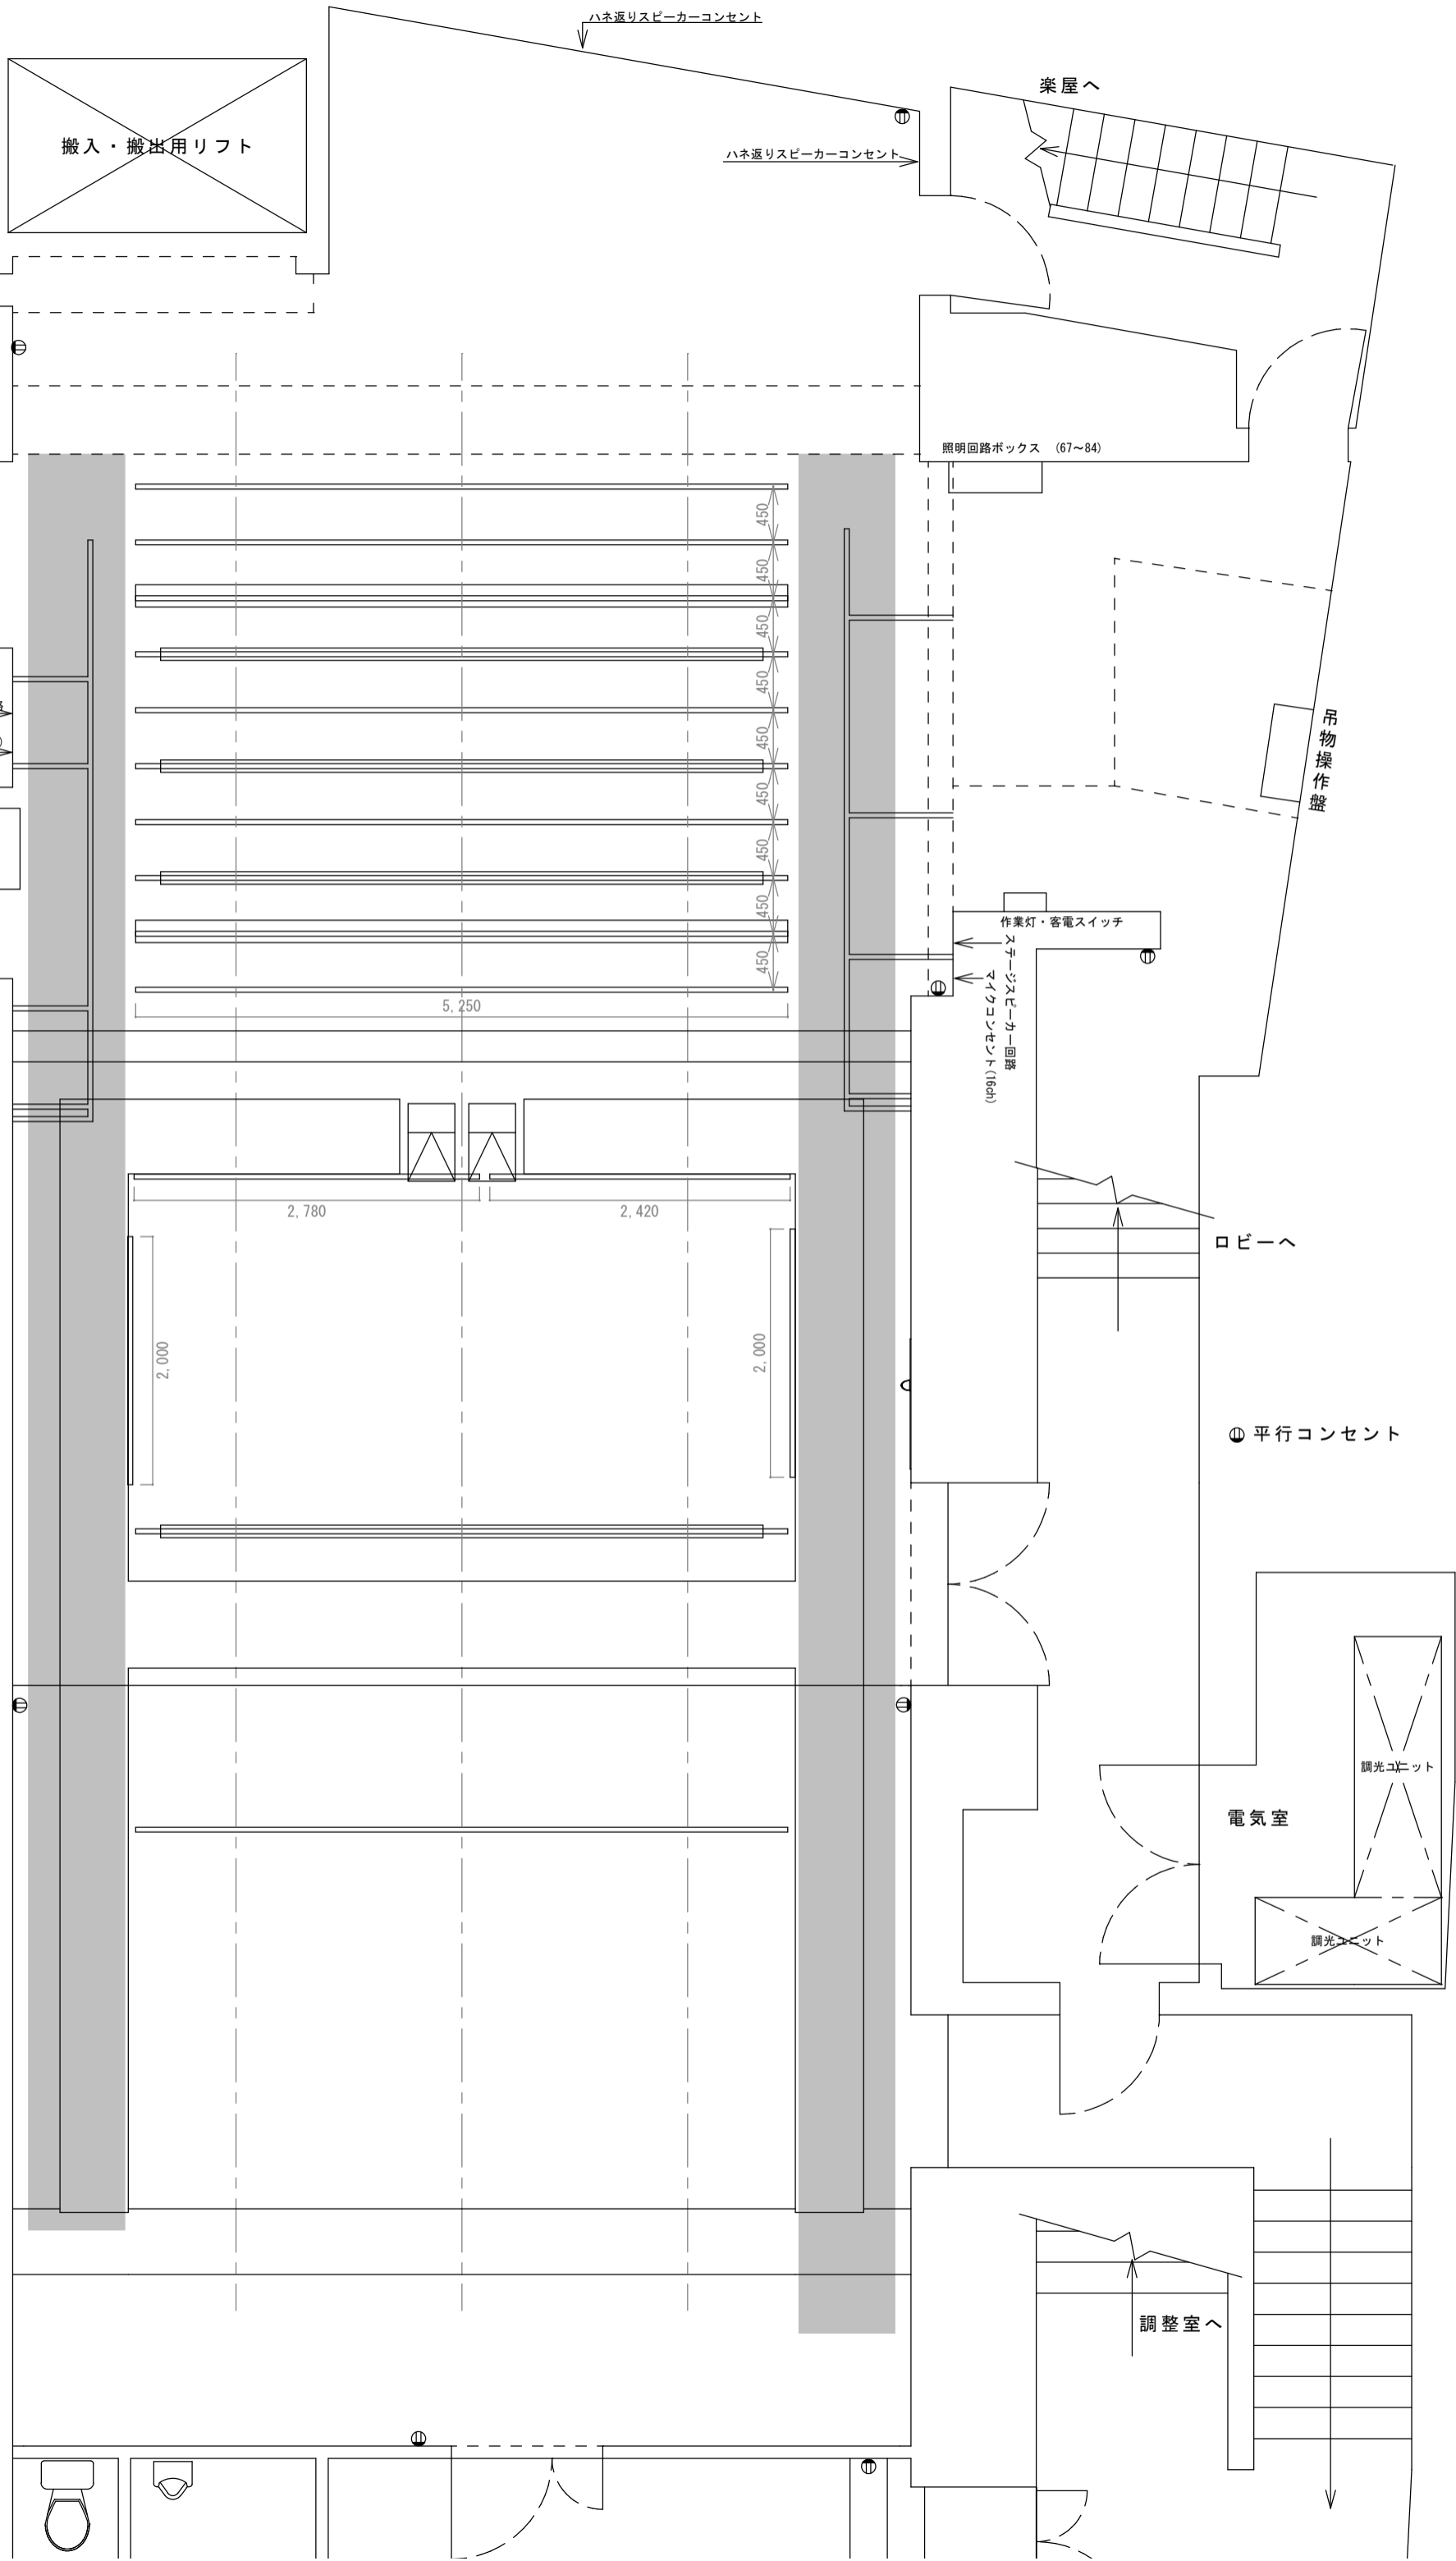 ハネ返りスピーカーコンセント
楽屋へ
搬入・搬出用リフト
ハネ返りスピーカーコンセント
照明回路ボックス (67～84)
450
450
450
450
450
450
450
450
450
吊物操作盤
作業灯・客電スイッチ
ステージスピーカー回路
マイクコンセント(16ch)
5,250
2,780
2,420
ロビーへ
2,000
2,000
平行コンセント
調光ユニット
電気室
調光ユニット
調整室へ